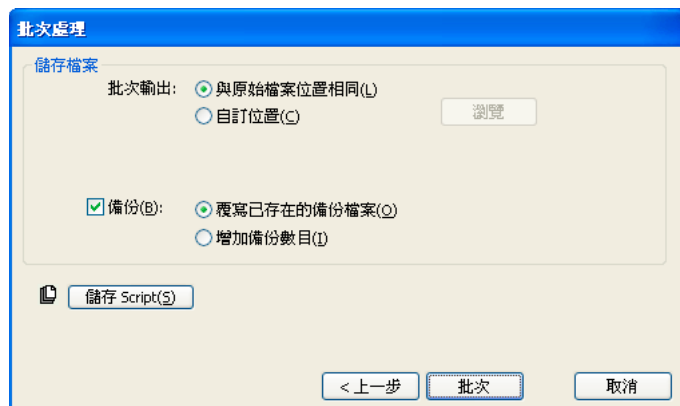 批次處理
儲存檔案
批次輸出: 與原始檔案位置相同(L)
自訂位置(C) 瀏覽
備份(B): 覆寫已存在的備份檔案(O)
增加備份數目(I)
儲存 Script(S)
<上一步 批次 取消